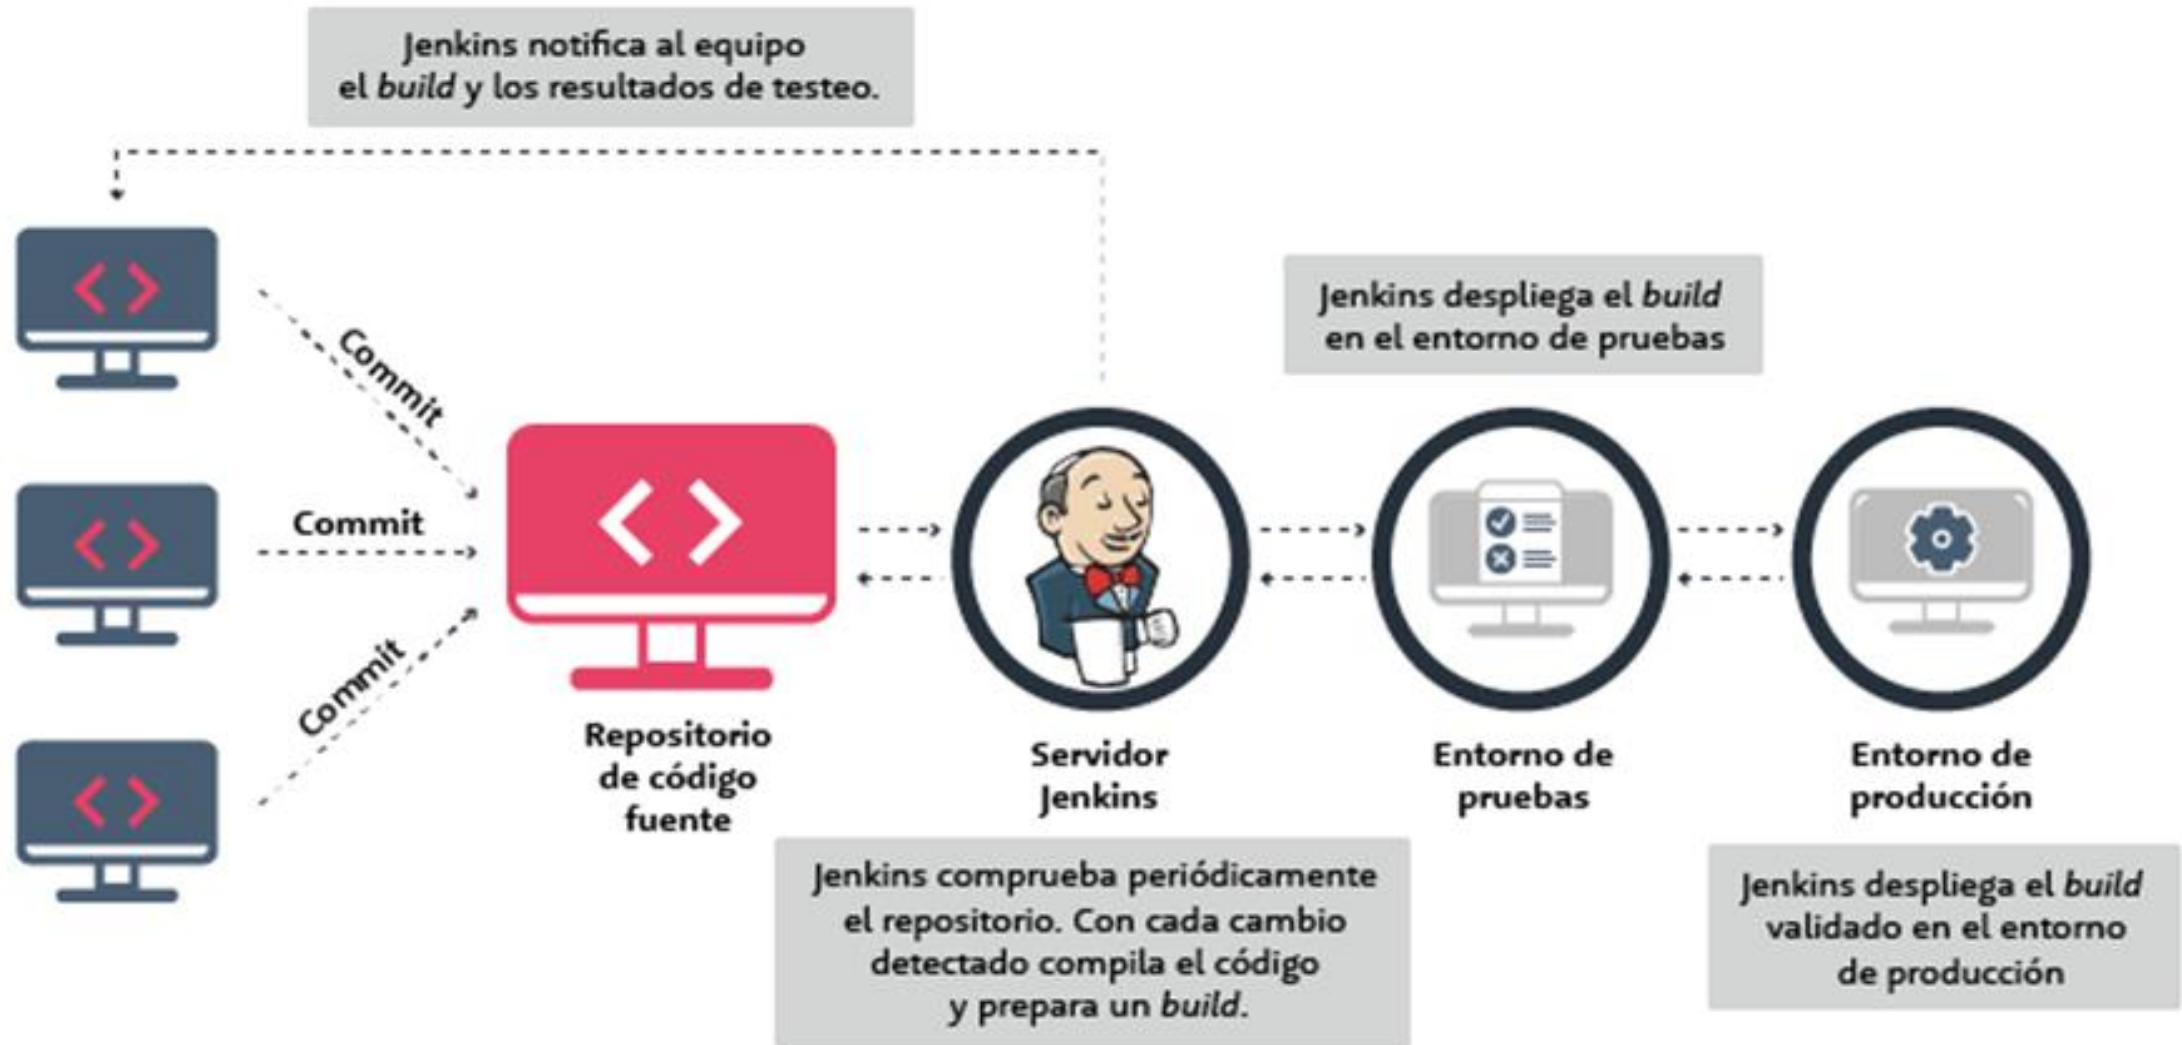 Jenkins notifica al equipo
el build y los resultados de testeo.
Jenkins despliega el build
en el entorno de pruebas
Commit
Commit
Commit
Repositorio
de código
fuente
Servidor
Jenkins
Entorno de
pruebas
Entorno de
producción
Jenkins comprueba periódicamente
el repositorio. Con cada cambio
detectado compila el código
y prepara un build.
Jenkins despliega el build
validado en el entorno
de producción